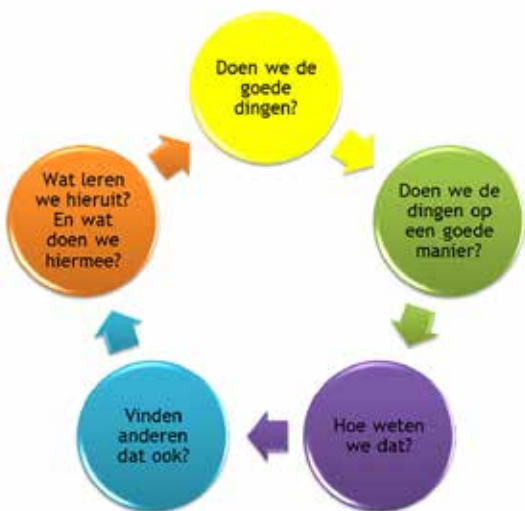 Doen we de
goede
dingen?
Doen we de
dingen op
een goede
manier?
Hoe weten
we dat?
Vinden
anderen
dat ook?
Wat leren
we hieruit?
En wat
doen we
hiermee?